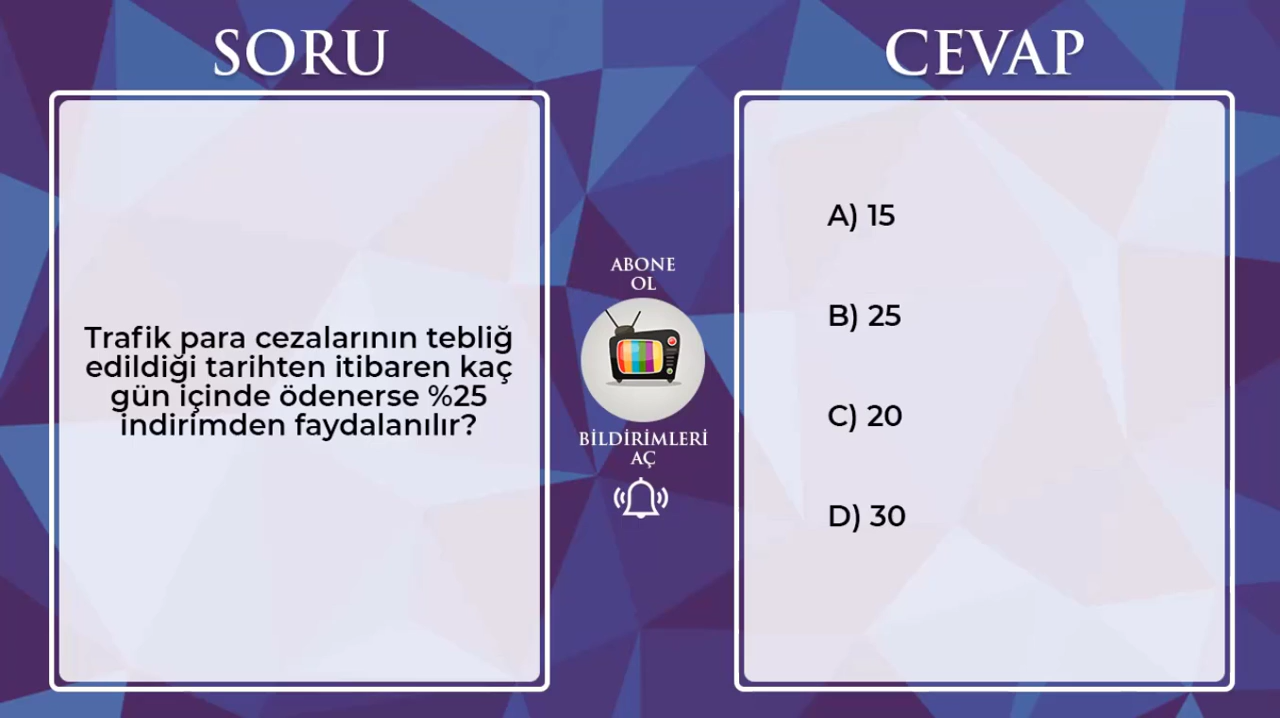 SORU
Trafik para cezalarının tebliğ
edildiği tarihten itibaren kaç
gün içinde ödenerse %25
indirimden faydalanılır?
ABONE
OL
BİLDİRİMLERİ
AÇ
CEVAP
A) 15
B) 25
C) 20
D) 30